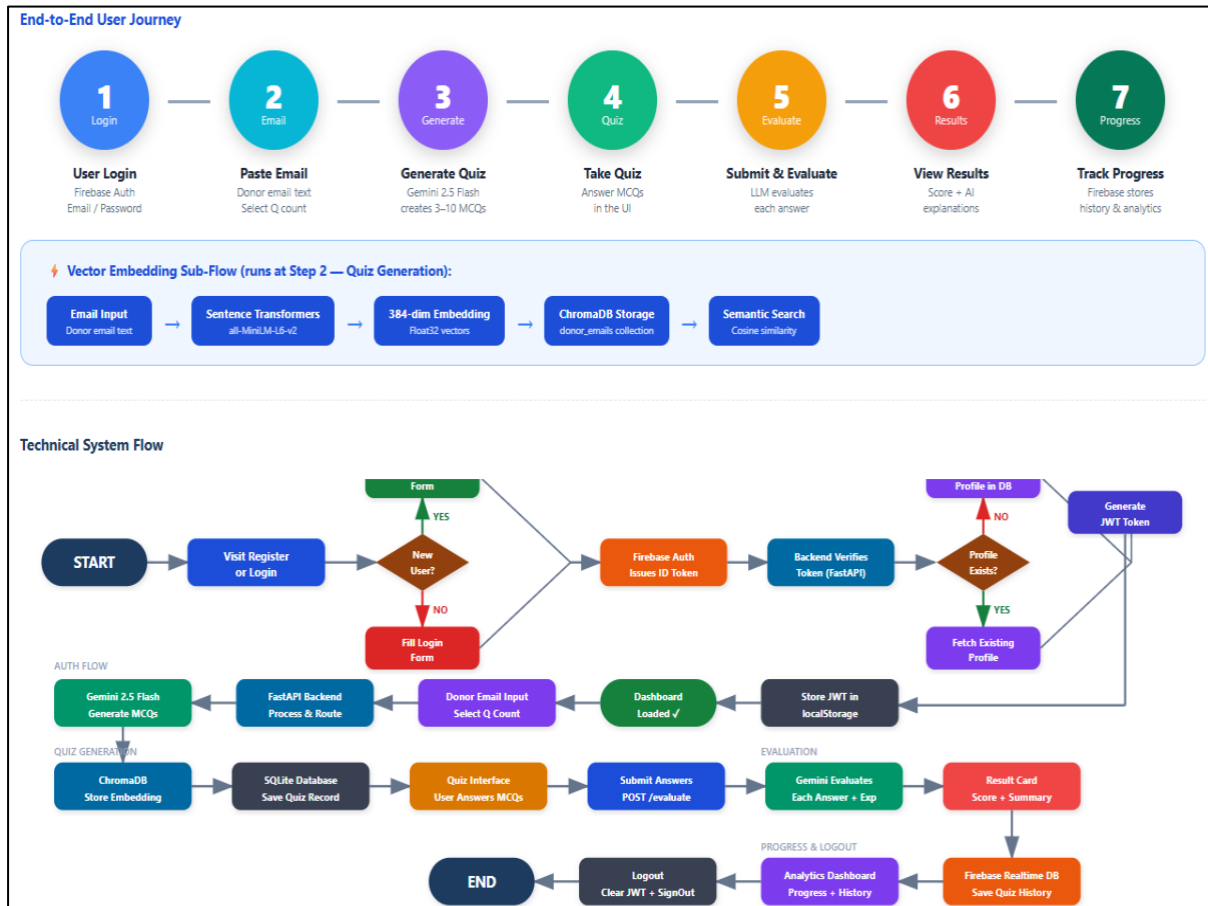 End-to-End User Journey
1
Login
2
Email
3
Generate
4
Quiz
5
Evaluate
6
Results
7
Progress
User Login
Firebase Auth
Email / Password
Paste Email
Donor email text
Select Q count
Generate Quiz
Gemini 2.5 Flash
creates 3–10 MCQs
Take Quiz
Answer MCQs
in the UI
Submit & Evaluate
LLM evaluates
each answer
View Results
Score + AI
explanations
Track Progress
Firebase stores
history & analytics
⚡ Vector Embedding Sub-Flow (runs at Step 2 — Quiz Generation):
Email Input
Donor email text
→
Sentence Transformers
all-MiniLM-L6-v2
→
384-dim Embedding
Float32 vectors
→
ChromaDB Storage
donor_emails collection
→
Semantic Search
Cosine similarity
Technical System Flow
Form
YES
START
Visit Register
or Login
New
User?
NO
Fill Login
Form
Firebase Auth
Issues ID Token
Backend Verifies
Token (FastAPI)
Profile in DB
NO
Profile
Exists?
YES
Fetch Existing
Profile
Generate
JWT Token
AUTH FLOW
Gemini 2.5 Flash
Generate MCQs
FastAPI Backend
Process & Route
Donor Email Input
Select Q Count
Dashboard
Loaded ✓
Store JWT in
localStorage
QUIZ GENERATION
EVALUATION
ChromaDB
Store Embedding
SQLite Database
Save Quiz Record
Quiz Interface
User Answers MCQs
Submit Answers
POST /evaluate
Gemini Evaluates
Each Answer + Exp
Result Card
Score + Summary
PROGRESS & LOGOUT
END
Logout
Clear JWT + SignOut
Analytics Dashboard
Progress + History
Firebase Realtime DB
Save Quiz History